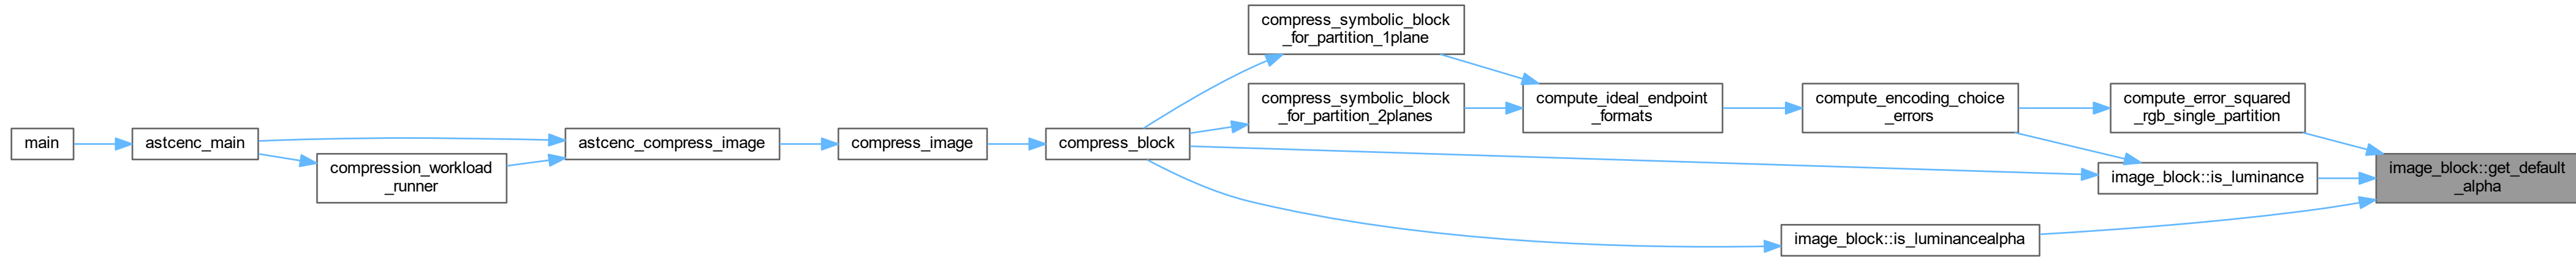 main
astcenc_main
compression_workload
_runner
astcenc_compress_image
compress_image
compress_block
compress_symbolic_block
_for_partition_1plane
compress_symbolic_block
_for_partition_2planes
compute_ideal_endpoint
_formats
compute_encoding_choice
_errors
compute_error_squared
_rgb_single_partition
image_block::is_luminance
image_block::is_luminancealpha
image_block::get_default
_alpha